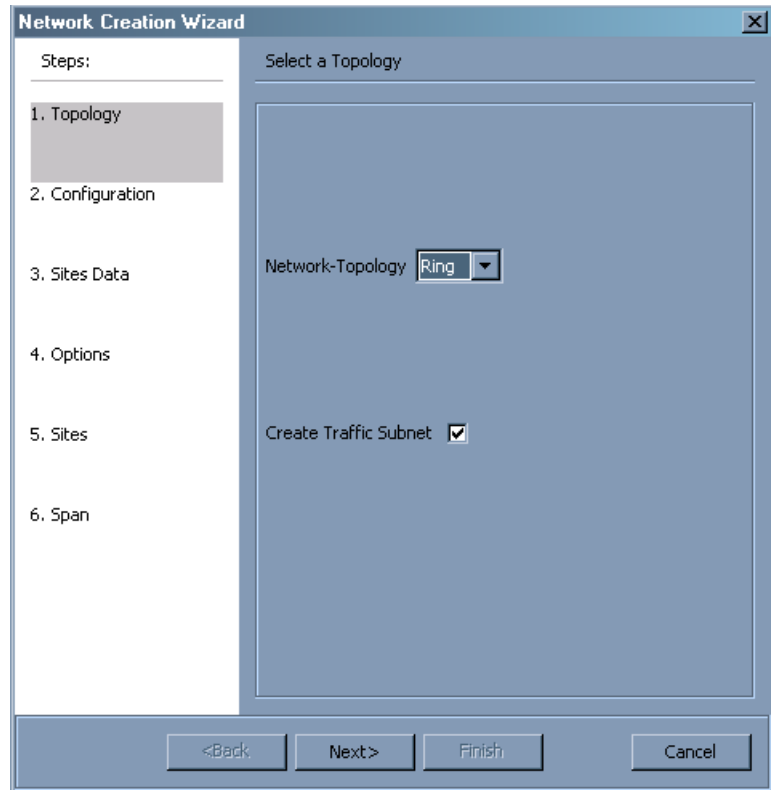 Network Creation Wizard
Steps:
Select a Topology
1. Topology
2. Configuration
3. Sites Data
4. Options
5. Sites
6. Span
Network-Topology Ring
Create Traffic Subnet
<Back Next> Finish Cancel